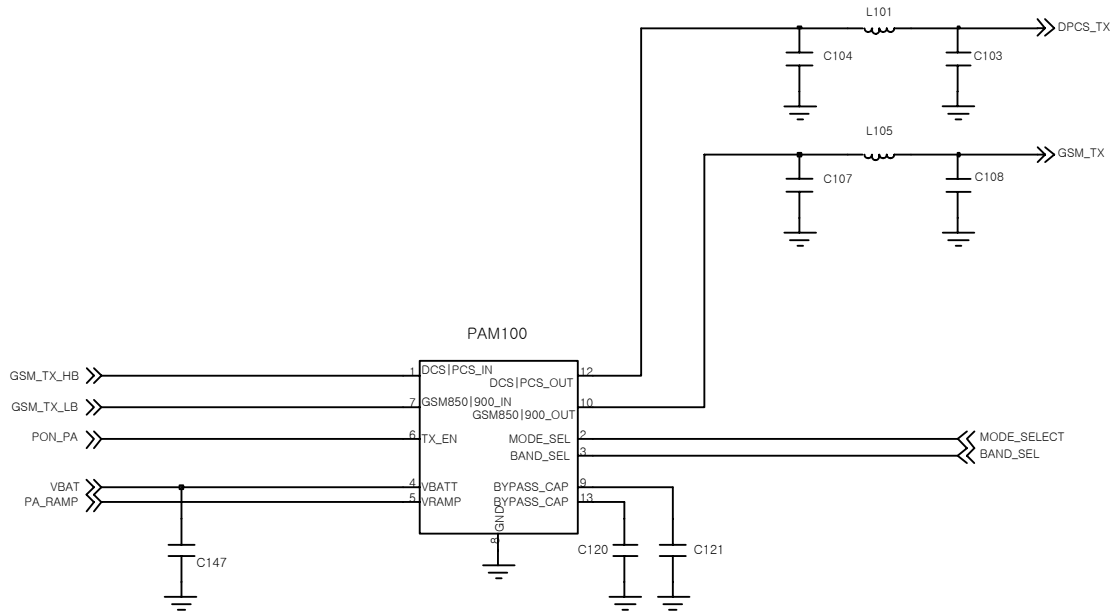 L101
DPCS_TX
C104
C103
L105
GSM_TX
C107
C108
PAM100
GSM_TX_HB
1
DCS|PCS_IN
12
DCS|PCS_OUT
GSM_TX_LB
7
GSM850|900_IN
10
GSM850|900_OUT
PON_PA
6
TX_EN
MODE_SEL
2
MODE_SELECT
BAND_SEL
3
BAND_SEL
VBAT
4
VBATT
BYPASS_CAP
9
PA_RAMP
5
VRAMP
BYPASS_CAP
13
GND
8
C147
C120
C121